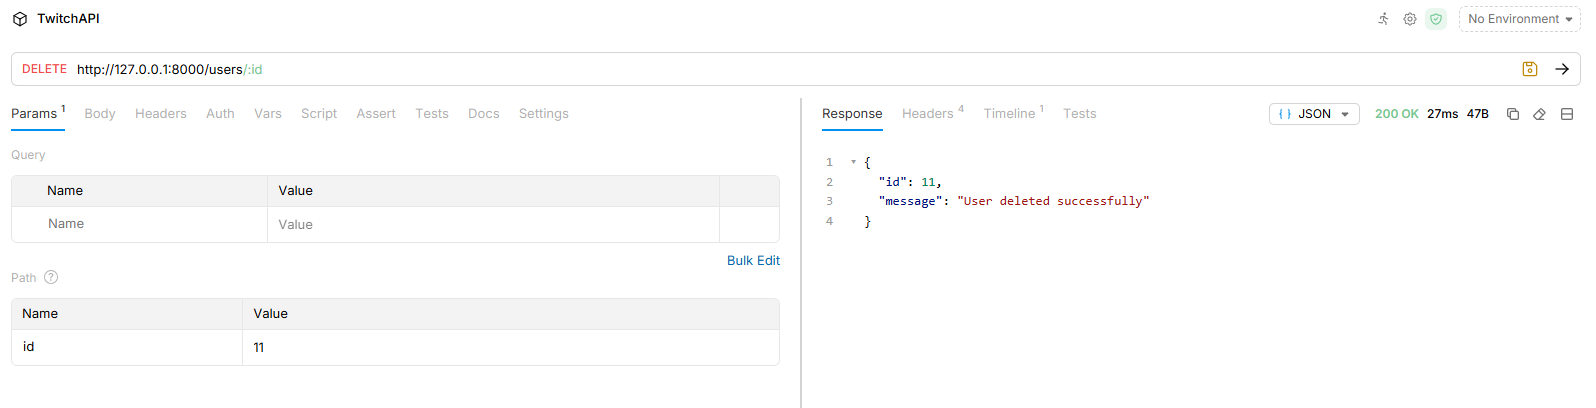 TwitchAPI
No Environment
DELETE http://127.0.0.1:8000/users/:id
Params 1 Body Headers Auth Vars Script Assert Tests Docs Settings
Query
Name Value
Name Value
Bulk Edit
Path ?
Name Value
id 11
Response Headers 4 Timeline 1 Tests { } JSON 200 OK 27ms 47B
1 {
2 "id": 11,
3 "message": "User deleted successfully"
4 }